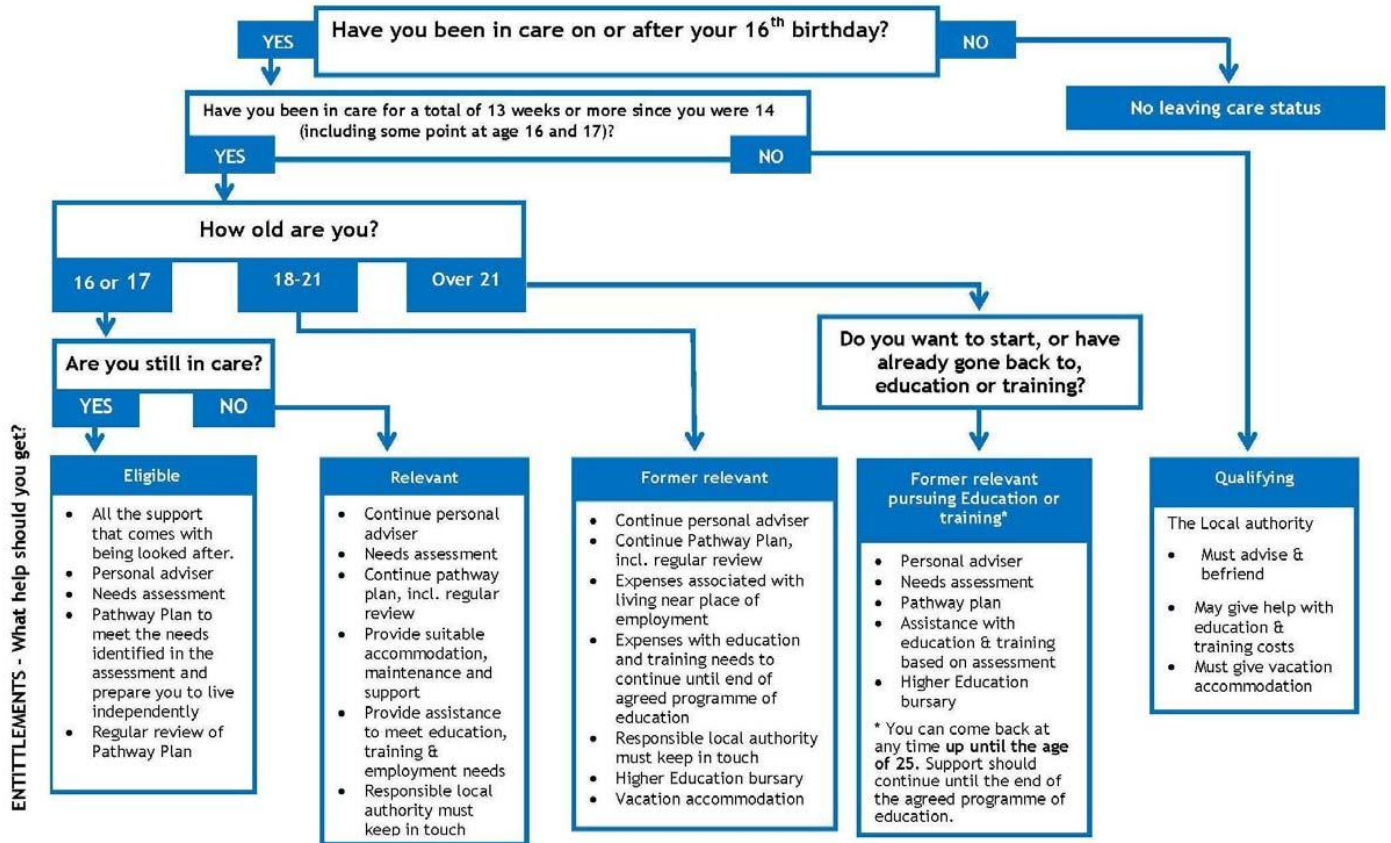 Have you been in care on or after your 16th birthday?
YES
NO
No leaving care status
Have you been in care for a total of 13 weeks or more since you were 14
(including some point at age 16 and 17)?
YES
NO
How old are you?
16 or 17
18-21
Over 21
Are you still in care?
YES
NO
Do you want to start, or have
already gone back to,
education or training?
ENTITTLEMENTS - What help should you get?
Eligible
• All the support
that comes with
being looked after.
• Personal adviser
• Needs assessment
• Pathway Plan to
meet the needs
identified in the
assessment and
prepare you to live
independently
• Regular review of
Pathway Plan
Relevant
• Continue personal
adviser
• Needs assessment
• Continue pathway
plan, incl. regular
review
• Provide suitable
accommodation,
maintenance and
support
• Provide assistance
to meet education,
training &
employment needs
• Responsible local
authority must
keep in touch
Former relevant
• Continue personal adviser
• Continue Pathway Plan,
incl. regular review
• Expenses associated with
living near place of
employment
• Expenses with education
and training needs to
continue until end of
agreed programme of
education
• Responsible local authority
must keep in touch
• Higher Education bursary
• Vacation accommodation
Former relevant
pursuing Education or
training*
• Personal adviser
• Needs assessment
• Pathway plan
• Assistance with
education & training
based on assessment
• Higher Education
bursary
* You can come back at
any time up until the age
of 25. Support should
continue until the end of
the agreed programme of
education.
Qualifying
The Local authority
• Must advise &
befriend
• May give help with
education &
training costs
• Must give vacation
accommodation